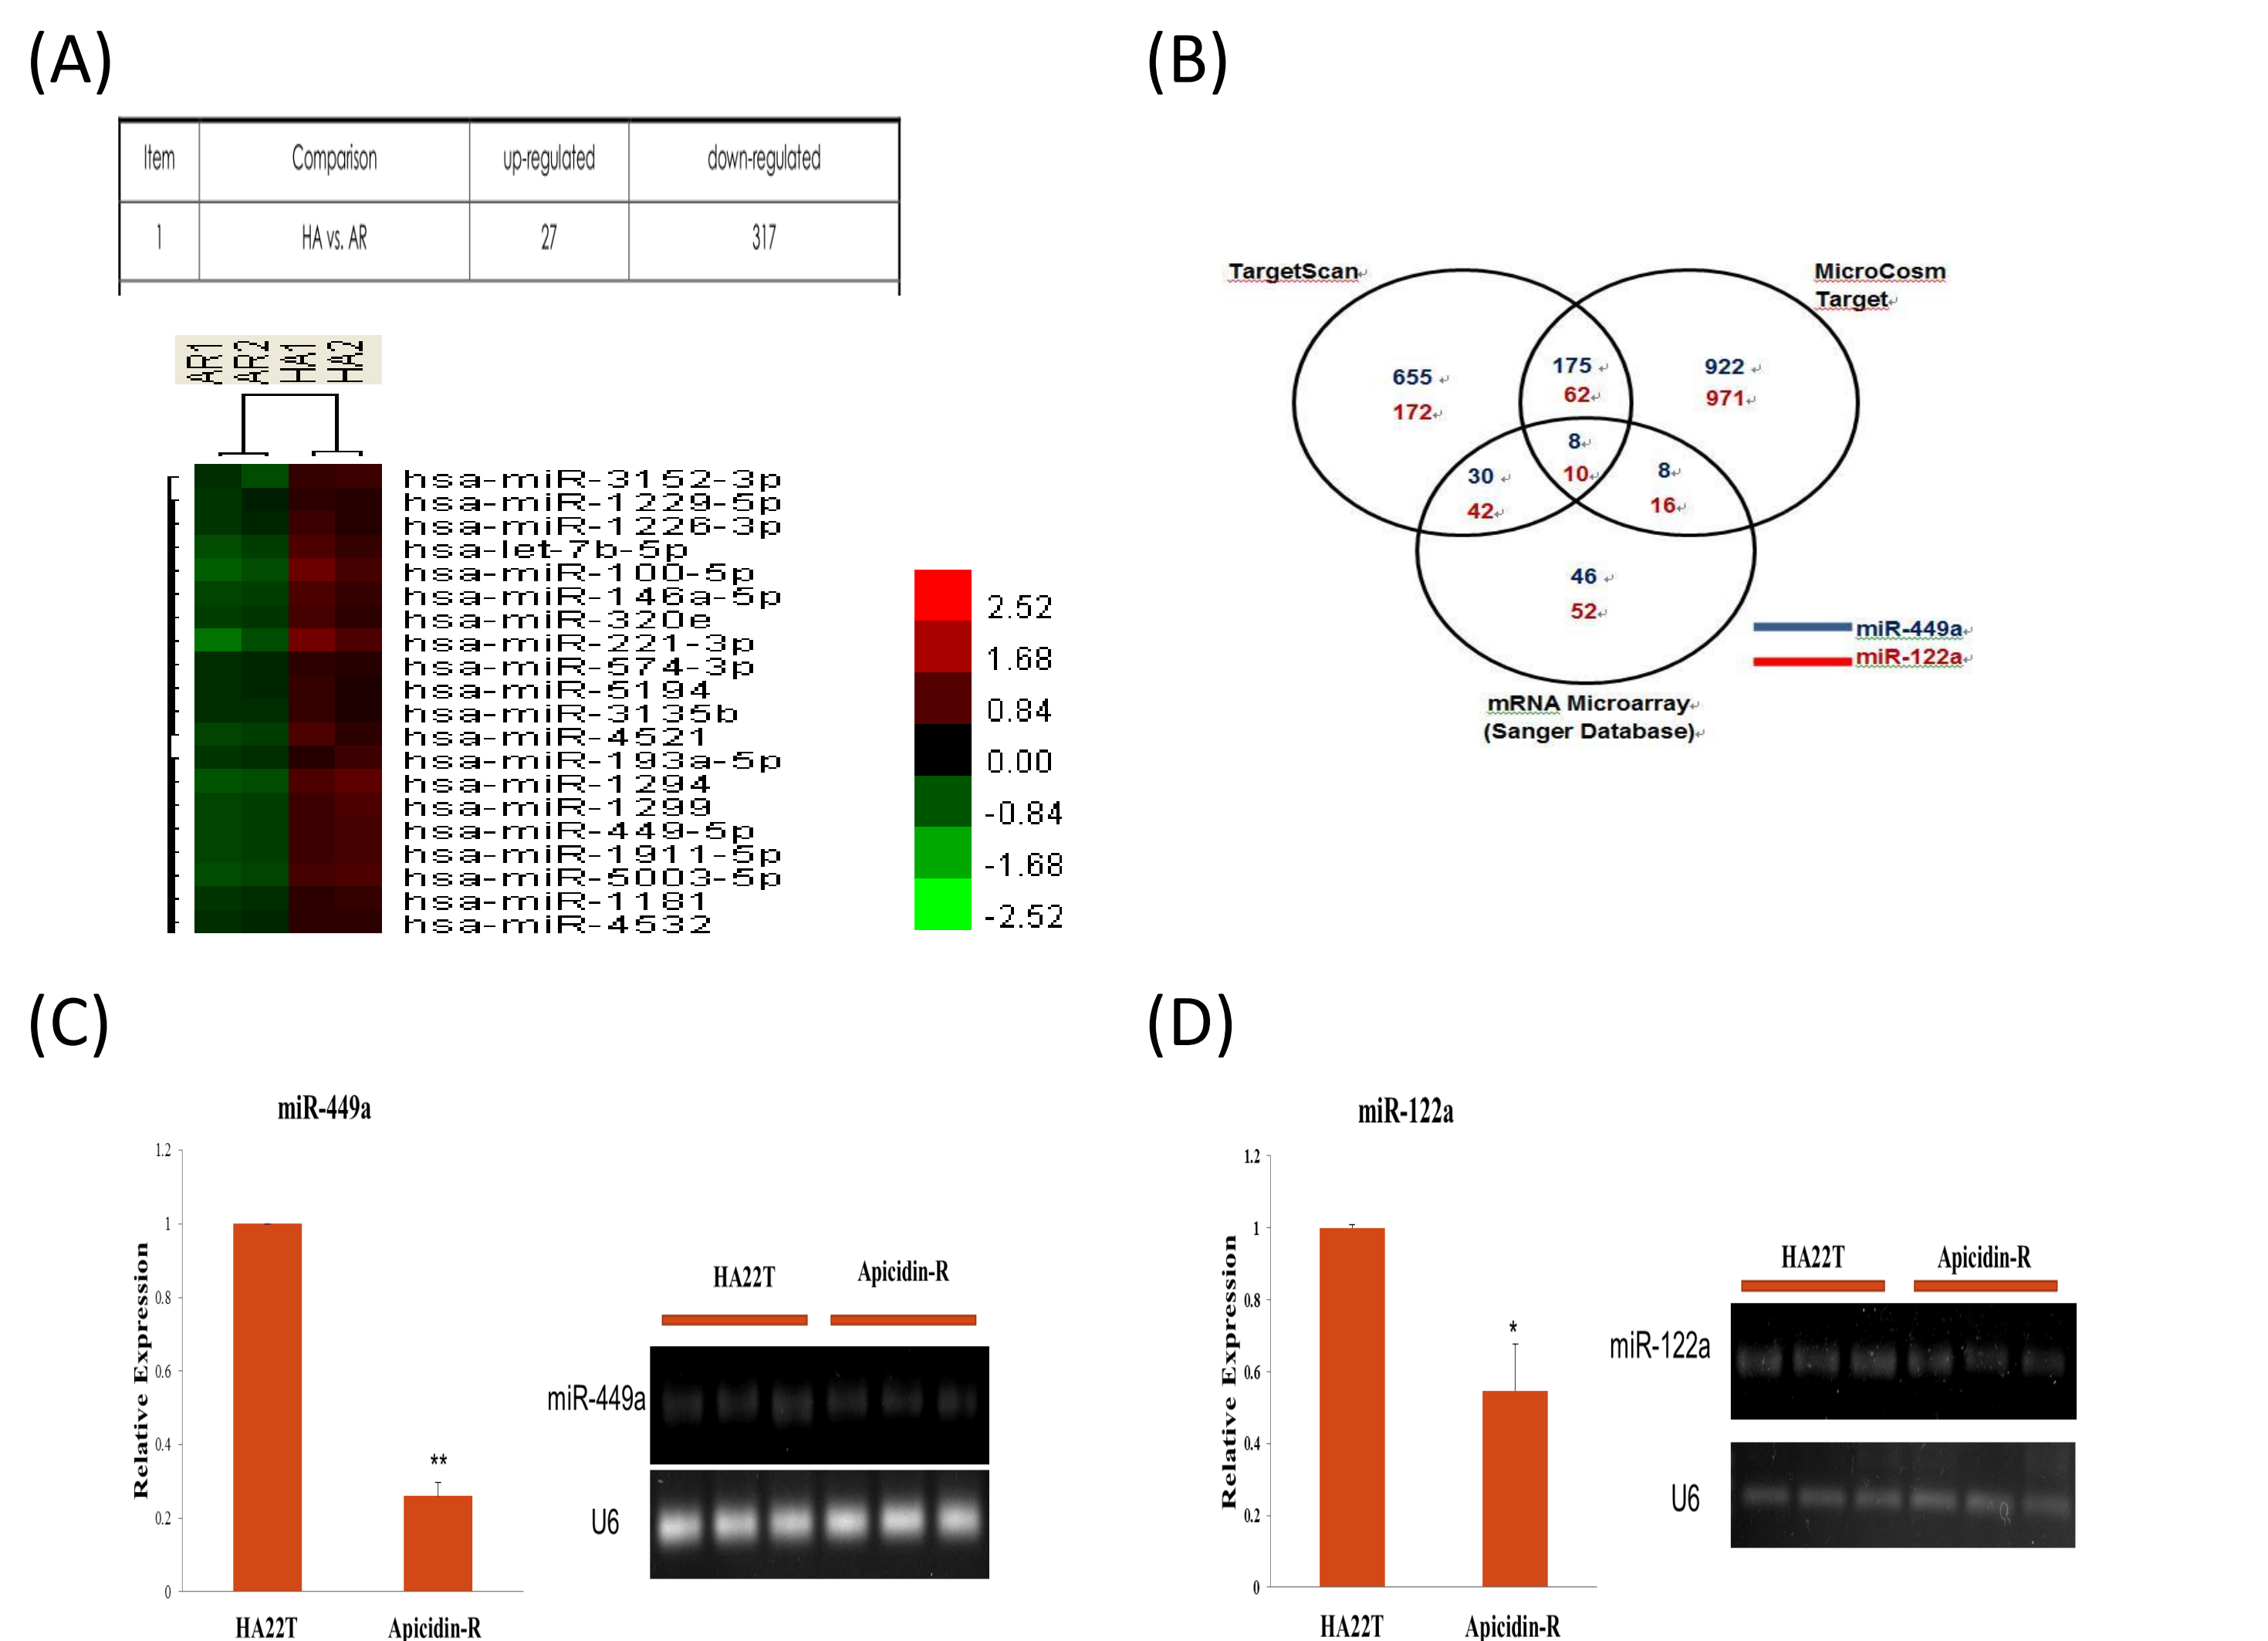 (A)
Item Comparison up-regulated down-regulated
1 HA vs. AR 27 317
AR1 AR2 HA1 HA2
hsa-miR-3152-3p
hsa-miR-1229-5p
hsa-miR-1226-3p
hsa-let-7b-5p
hsa-miR-100-5p
hsa-miR-146a-5p
hsa-miR-320e
hsa-miR-221-3p
hsa-miR-574-3p
hsa-miR-5194
hsa-miR-3135b
hsa-miR-4521
hsa-miR-193a-5p
hsa-miR-1294
hsa-miR-1299
hsa-miR-449-5p
hsa-miR-1911-5p
hsa-miR-5003-5p
hsa-miR-1181
hsa-miR-4532
2.52
1.68
0.84
0.00
-0.84
-1.68
-2.52
(B)
TargetScan
MicroCosm
Target
655
172
175
62
922
971
8
10
30
42
8
16
46
52
miR-449a
miR-122a
mRNA Microarray
(Sanger Database)
(C)
miR-449a
Relative Expression
1.2
1
0.8
0.6
0.4
0.2
0
**
HA22T Apicidin-R
HA22T Apicidin-R
miR-449a
U6
(D)
miR-122a
Relative Expression
1.2
1
0.8
0.6
0.4
0.2
0
*
HA22T Apicidin-R
HA22T Apicidin-R
miR-122a
U6